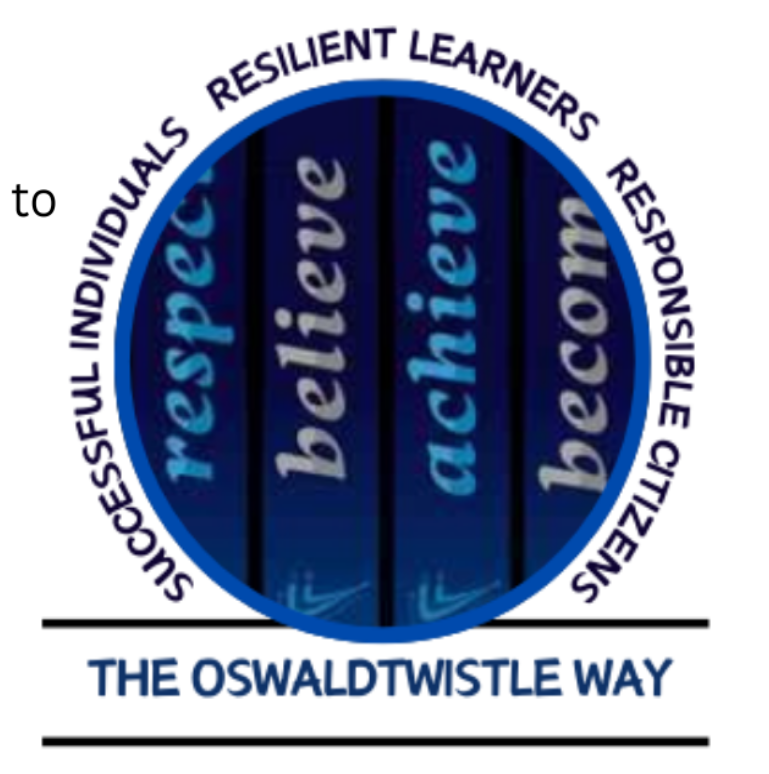 SUCCESSFUL INDIVIDUALS
RESILIENT LEARNERS
RESPONSIBLE CITIZENS
to
respec
believe
achieve
becom
THE OSWALDTWISTLE WAY